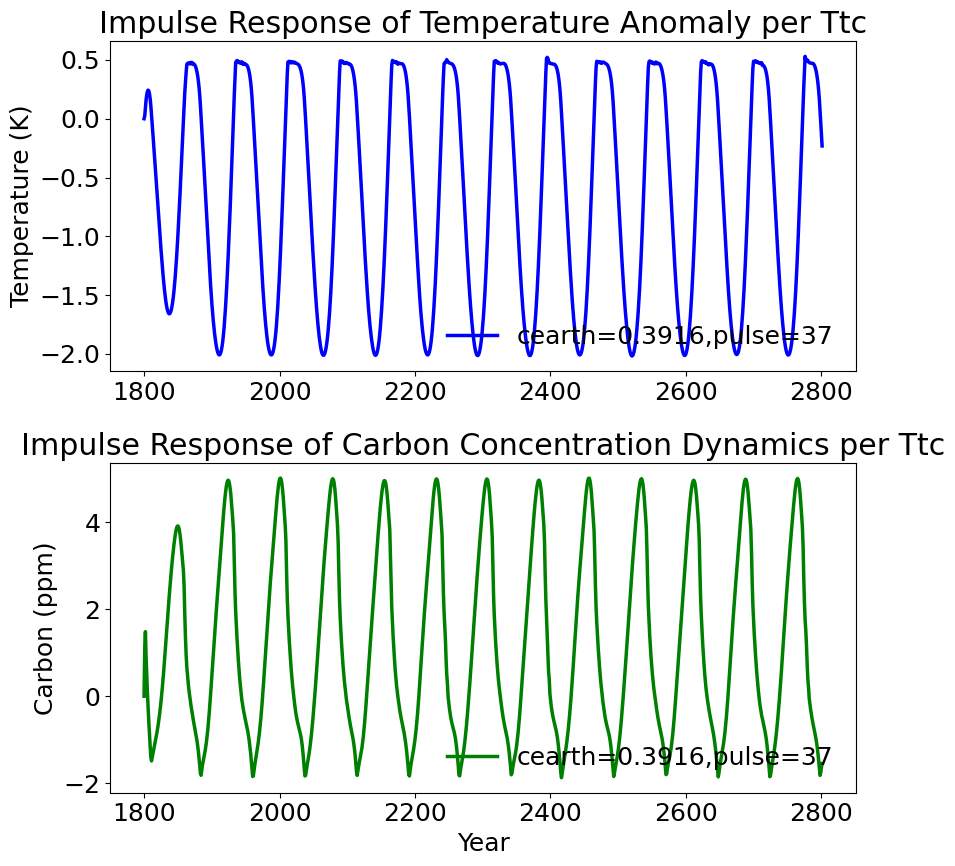 Impulse Response of Temperature Anomaly per Ttc
Temperature (K)
0.5
0.0
−0.5
−1.0
−1.5
−2.0
cearth=0.3916,pulse=37
1800 2000 2200 2400 2600 2800
Impulse Response of Carbon Concentration Dynamics per Ttc
Carbon (ppm)
4
2
0
−2
cearth=0.3916,pulse=37
1800 2000 2200 2400 2600 2800
Year